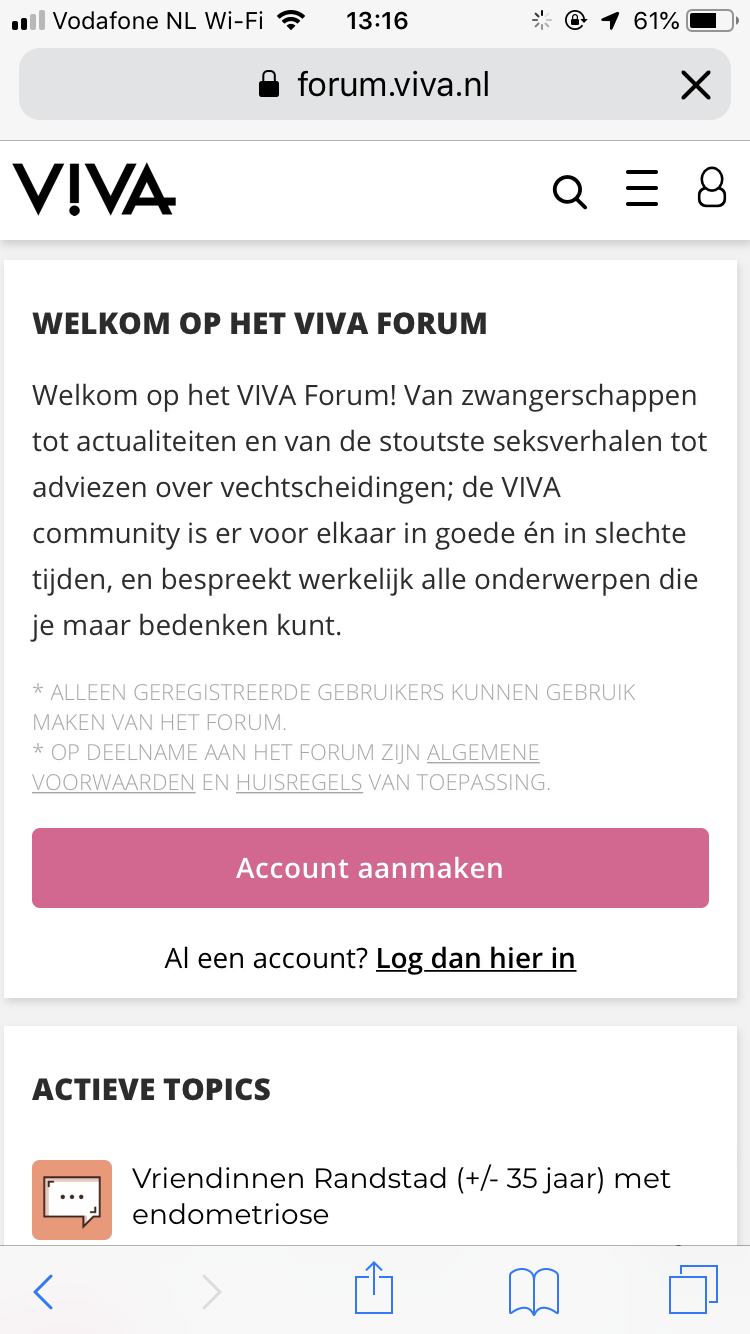 Vodafone NL Wi-Fi 13:16 61%
forum.viva.nl
V!VA
WELKOM OP HET VIVA FORUM
Welkom op het VIVA Forum! Van zwangerschappen
tot actualiteiten en van de stoutste seksverhalen tot
adviezen over vechtscheidingen; de VIVA
community is er voor elkaar in goede én in slechte
tijden, en bespreekt werkelijk alle onderwerpen die
je maar bedenken kunt.
* ALLEEN GEREGISTREERDE GEBRUIKERS KUNNEN GEBRUIK
MAKEN VAN HET FORUM.
* OP DEELNAME AAN HET FORUM ZIJN ALGEMENE
VOORWAARDEN EN HUISREGELS VAN TOEPASSING.
Account aanmaken
Al een account? Log dan hier in
ACTIEVE TOPICS
Vriendinnen Randstad (+/- 35 jaar) met
endometriose